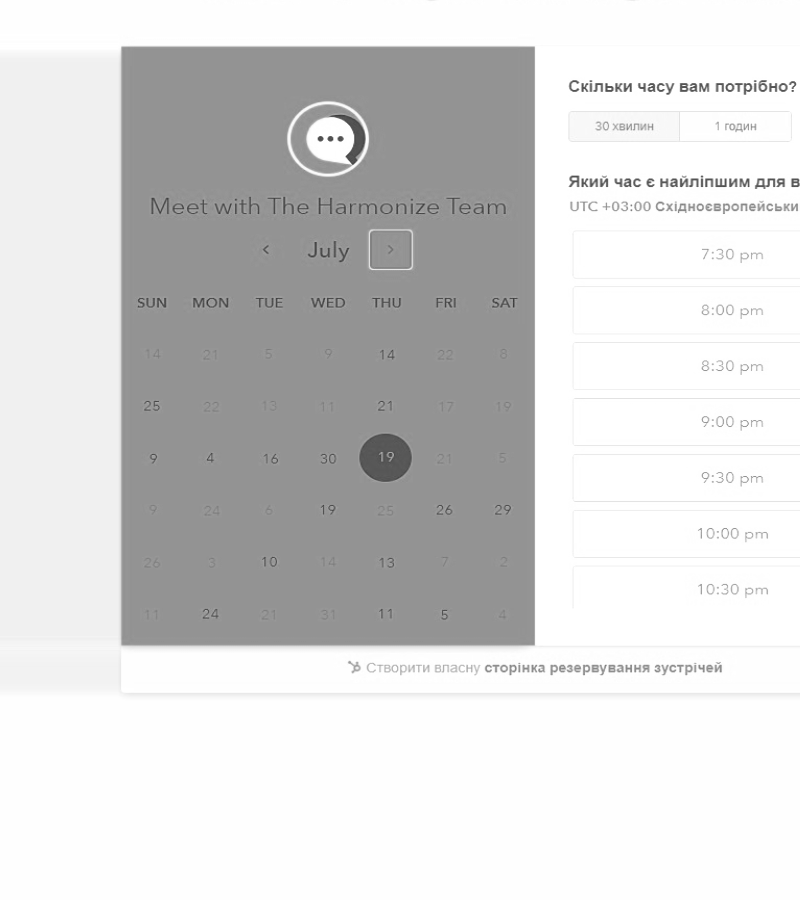 Meet with The Harmonize Team
July
SUN MON TUE WED THU FRI SAT
14 21 5 9 14 22 8
25 22 13 11 21 17 19
9 4 16 30 19 21 5
9 24 6 19 25 26 29
26 3 10 14 13 7 2
11 24 21 31 11 5 4
Скільки часу вам потрібно?
30 хвилин 1 годин
Який час є найліпшим для в
UTC +03:00 Східноєвропейськи
7:30 pm
8:00 pm
8:30 pm
9:00 pm
9:30 pm
10:00 pm
10:30 pm
Створити власну сторінка резервування зустрічей